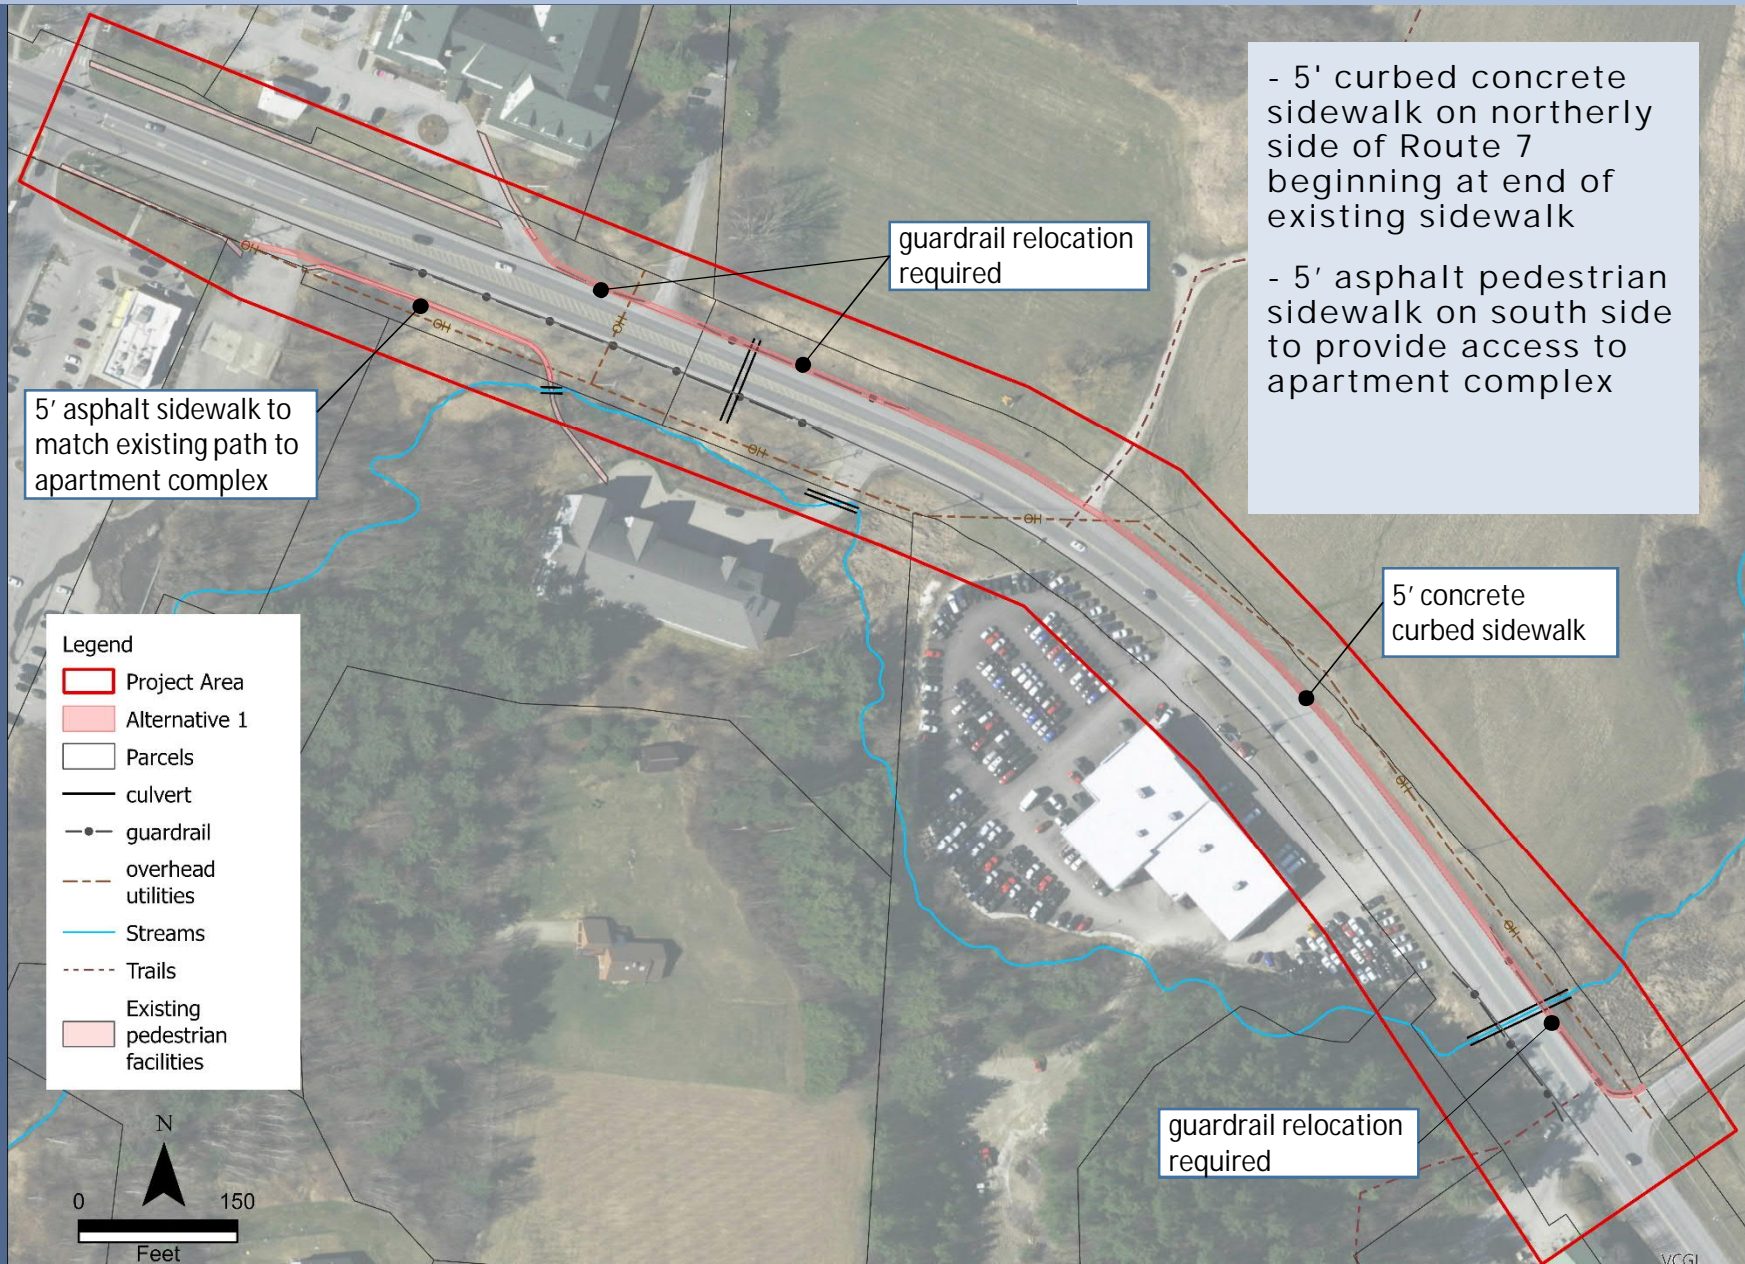 - 5' curbed concrete
sidewalk on northerly
side of Route 7
beginning at end of
existing sidewalk
- 5′ asphalt pedestrian
sidewalk on south side
to provide access to
apartment complex
guardrail relocation
required
OH
OH
OH
OH
OH
5′ asphalt sidewalk to
match existing path to
apartment complex
5′ concrete
curbed sidewalk
Legend
Project Area
Alternative 1
Parcels
culvert
guardrail
overhead
utilities
Streams
Trails
Existing
pedestrian
facilities
OH
OH
guardrail relocation
required
N
0 150
Feet
VCGI